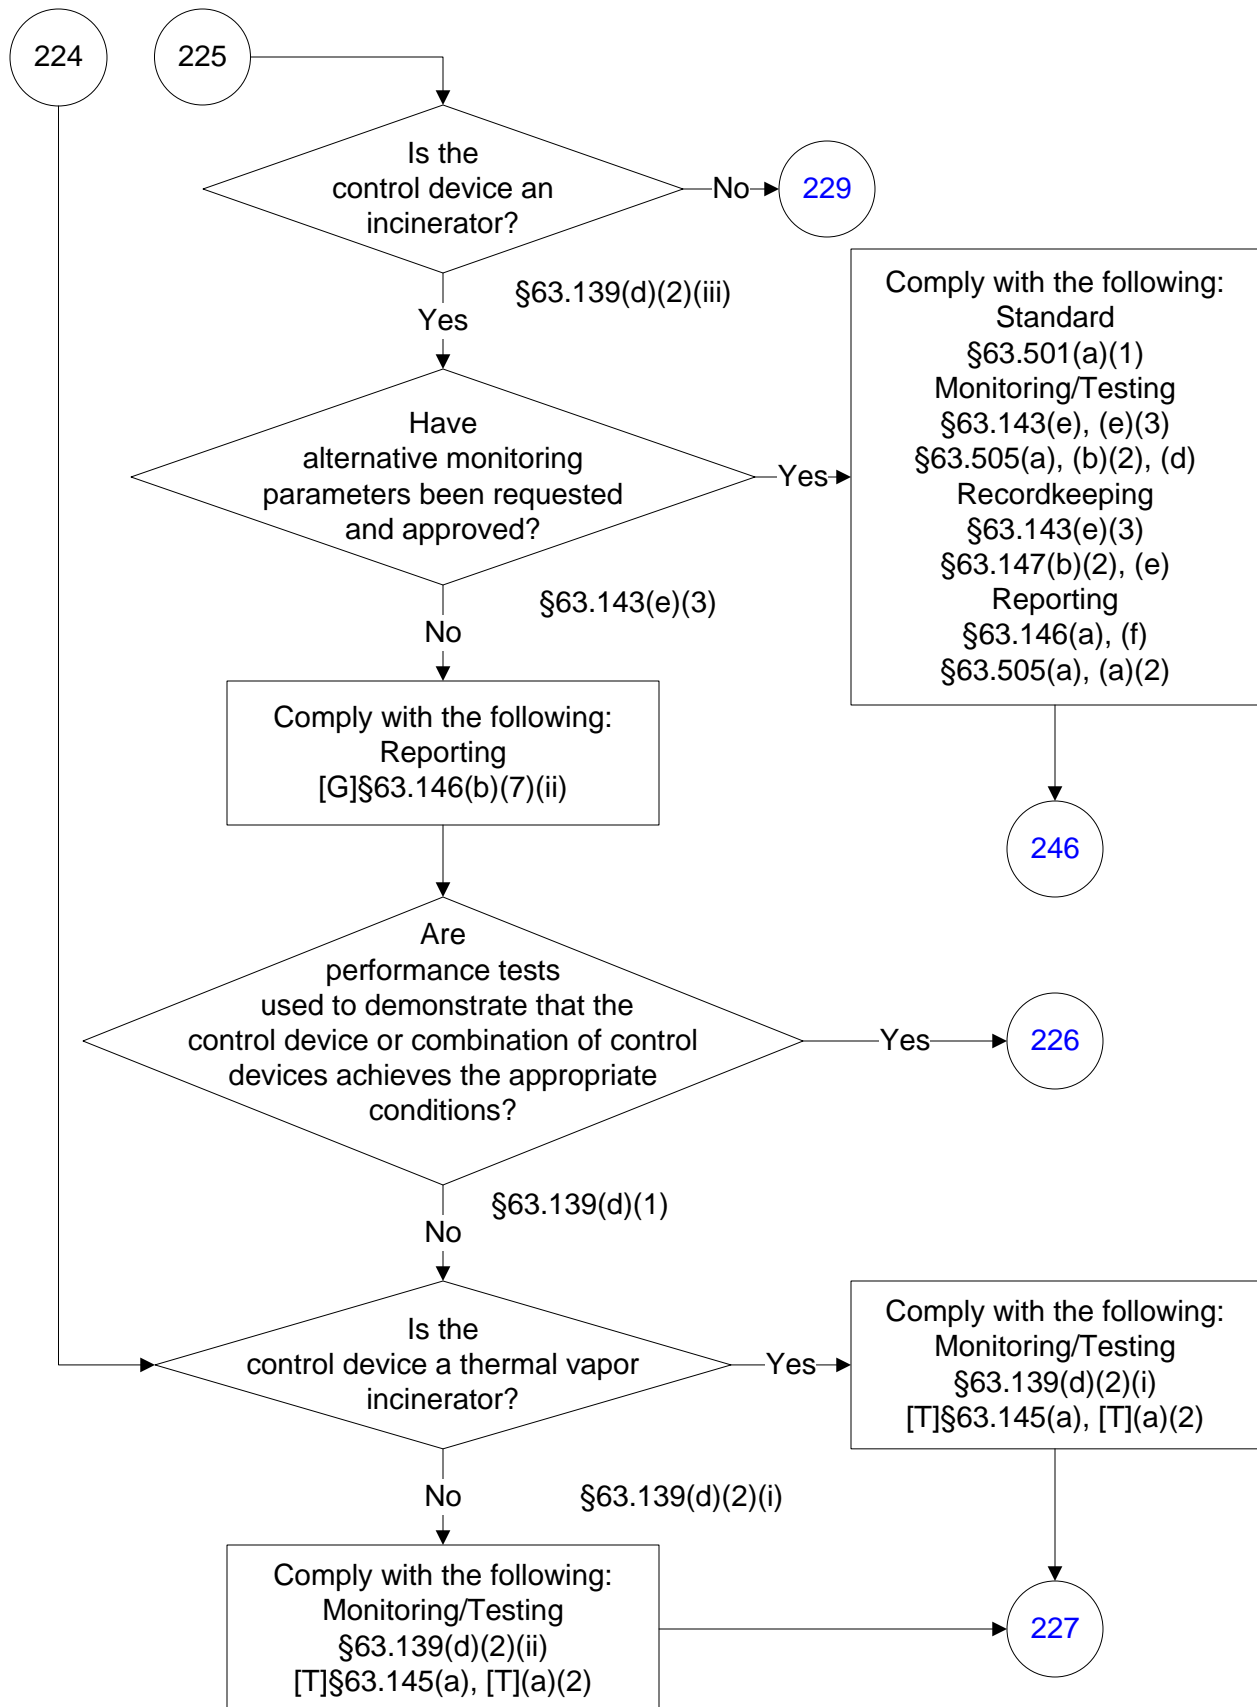 224
225
Is the
control device an
incinerator?
No
229
§63.139(d)(2)(iii)
Yes
Have
alternative monitoring
parameters been requested
and approved?
Yes
Comply with the following:
Standard
§63.501(a)(1)
Monitoring/Testing
§63.143(e), (e)(3)
§63.505(a), (b)(2), (d)
Recordkeeping
§63.143(e)(3)
§63.147(b)(2), (e)
Reporting
§63.146(a), (f)
§63.505(a), (a)(2)
246
§63.143(e)(3)
No
Comply with the following:
Reporting
[G]§63.146(b)(7)(ii)
Are
performance tests
used to demonstrate that the
control device or combination of control
devices achieves the appropriate
conditions?
Yes
226
§63.139(d)(1)
No
Is the
control device a thermal vapor
incinerator?
Yes
Comply with the following:
Monitoring/Testing
§63.139(d)(2)(i)
[T]§63.145(a), [T](a)(2)
No
§63.139(d)(2)(i)
Comply with the following:
Monitoring/Testing
§63.139(d)(2)(ii)
[T]§63.145(a), [T](a)(2)
227